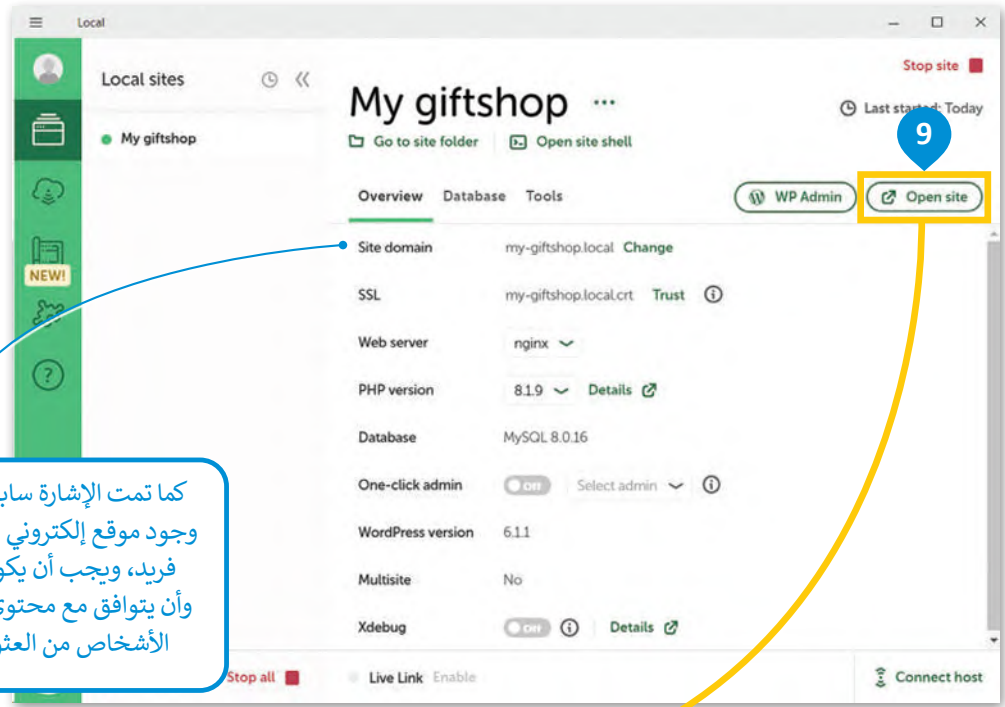 Local
Local sites
My giftshop
My giftshop ...
Go to site folder
Open site shell
Stop site
Last started: Today
9
Overview Database Tools
WP Admin
Open site
Site domain my-giftshop.local Change
SSL my-giftshop.local.crt Trust
Web server nginx
PHP version 8.1.9 Details
Database MySQL 8.0.16
One-click admin Off Select admin
WordPress version 6.1.1
Multisite No
Xdebug Off Details
NEW!
كما تمت الإشارة
وجود موقع إلكتروني
فريد، ويجب أن
وأن يتوافق مع
الأشخاص من
Stop all
Live Link Enable
Connect host